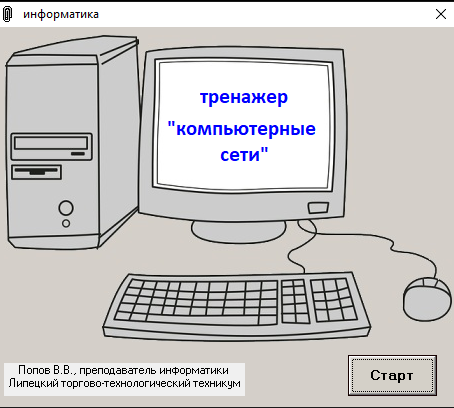 информатика
тренажер
"компьютерные
сети"
Попов В.В., преподаватель информатики
Липецкий торгово-технологический техникум
Старт